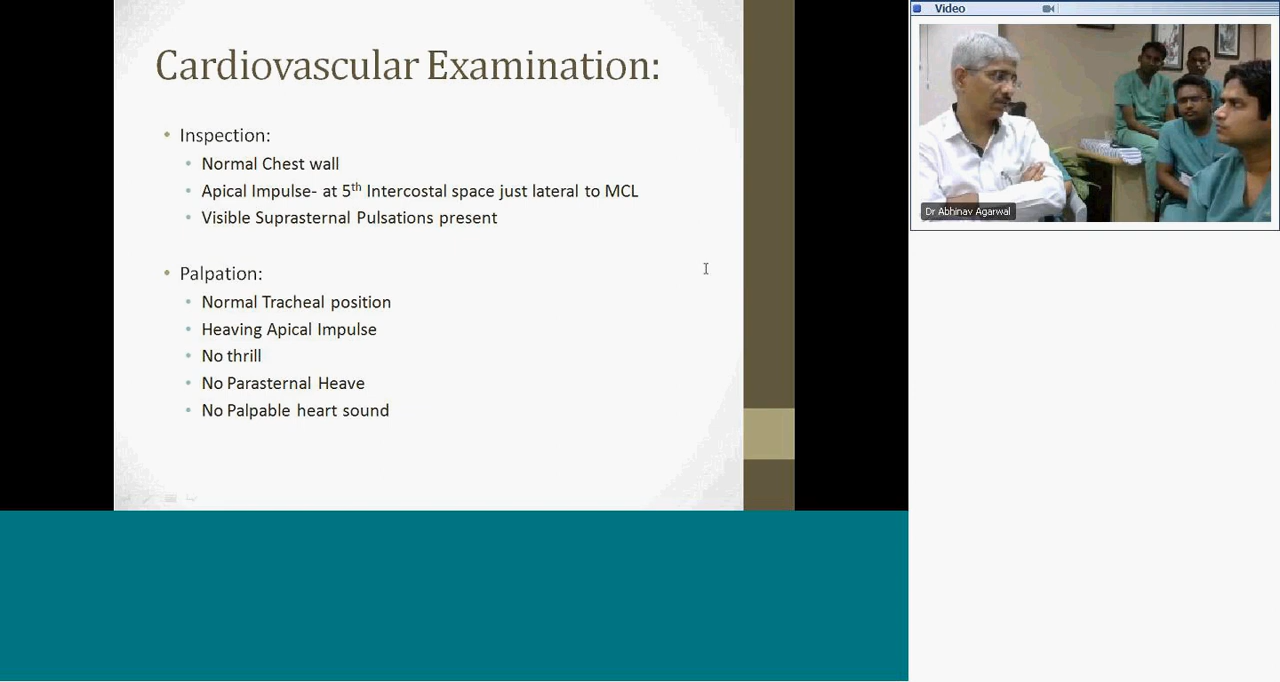 Cardiovascular Examination:
Inspection:
Normal Chest wall
Apical Impulse- at 5th Intercostal space just lateral to MCL
Visible Suprasternal Pulsations present
Palpation:
Normal Tracheal position
Heaving Apical Impulse
No thrill
No Parasternal Heave
No Palpable heart sound
Video
Dr Abhinav Agarwal